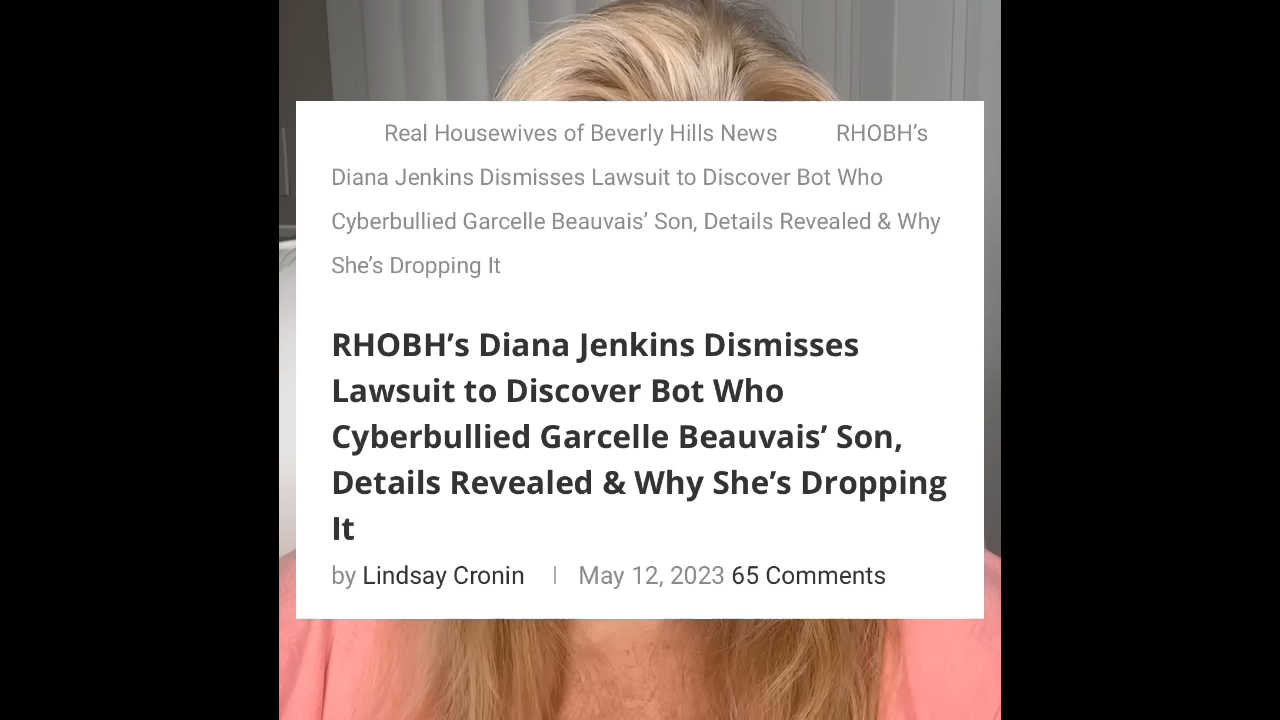 Real Housewives of Beverly Hills News RHOBH’s
Diana Jenkins Dismisses Lawsuit to Discover Bot Who
Cyberbullied Garcelle Beauvais’ Son, Details Revealed & Why
She’s Dropping It
RHOBH’s Diana Jenkins Dismisses
Lawsuit to Discover Bot Who
Cyberbullied Garcelle Beauvais’ Son,
Details Revealed & Why She’s Dropping
It
by Lindsay Cronin | May 12, 2023 65 Comments